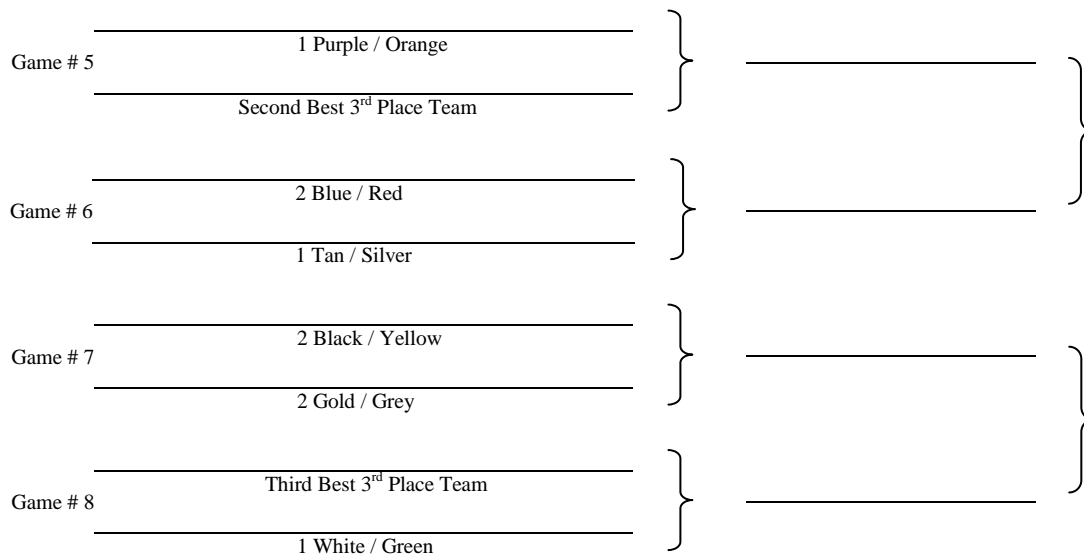 1 Purple / Orange
Game # 5
Second Best 3rd Place Team
2 Blue / Red
Game # 6
1 Tan / Silver
2 Black / Yellow
Game # 7
2 Gold / Grey
Third Best 3rd Place Team
Game # 8
1 White / Green